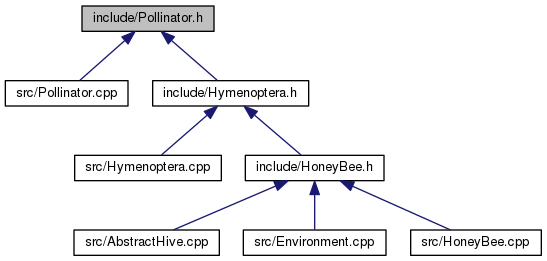 include/Pollinator.h
src/Pollinator.cpp
include/Hymenoptera.h
src/Hymenoptera.cpp
include/HoneyBee.h
src/AbstractHive.cpp
src/Environment.cpp
src/HoneyBee.cpp